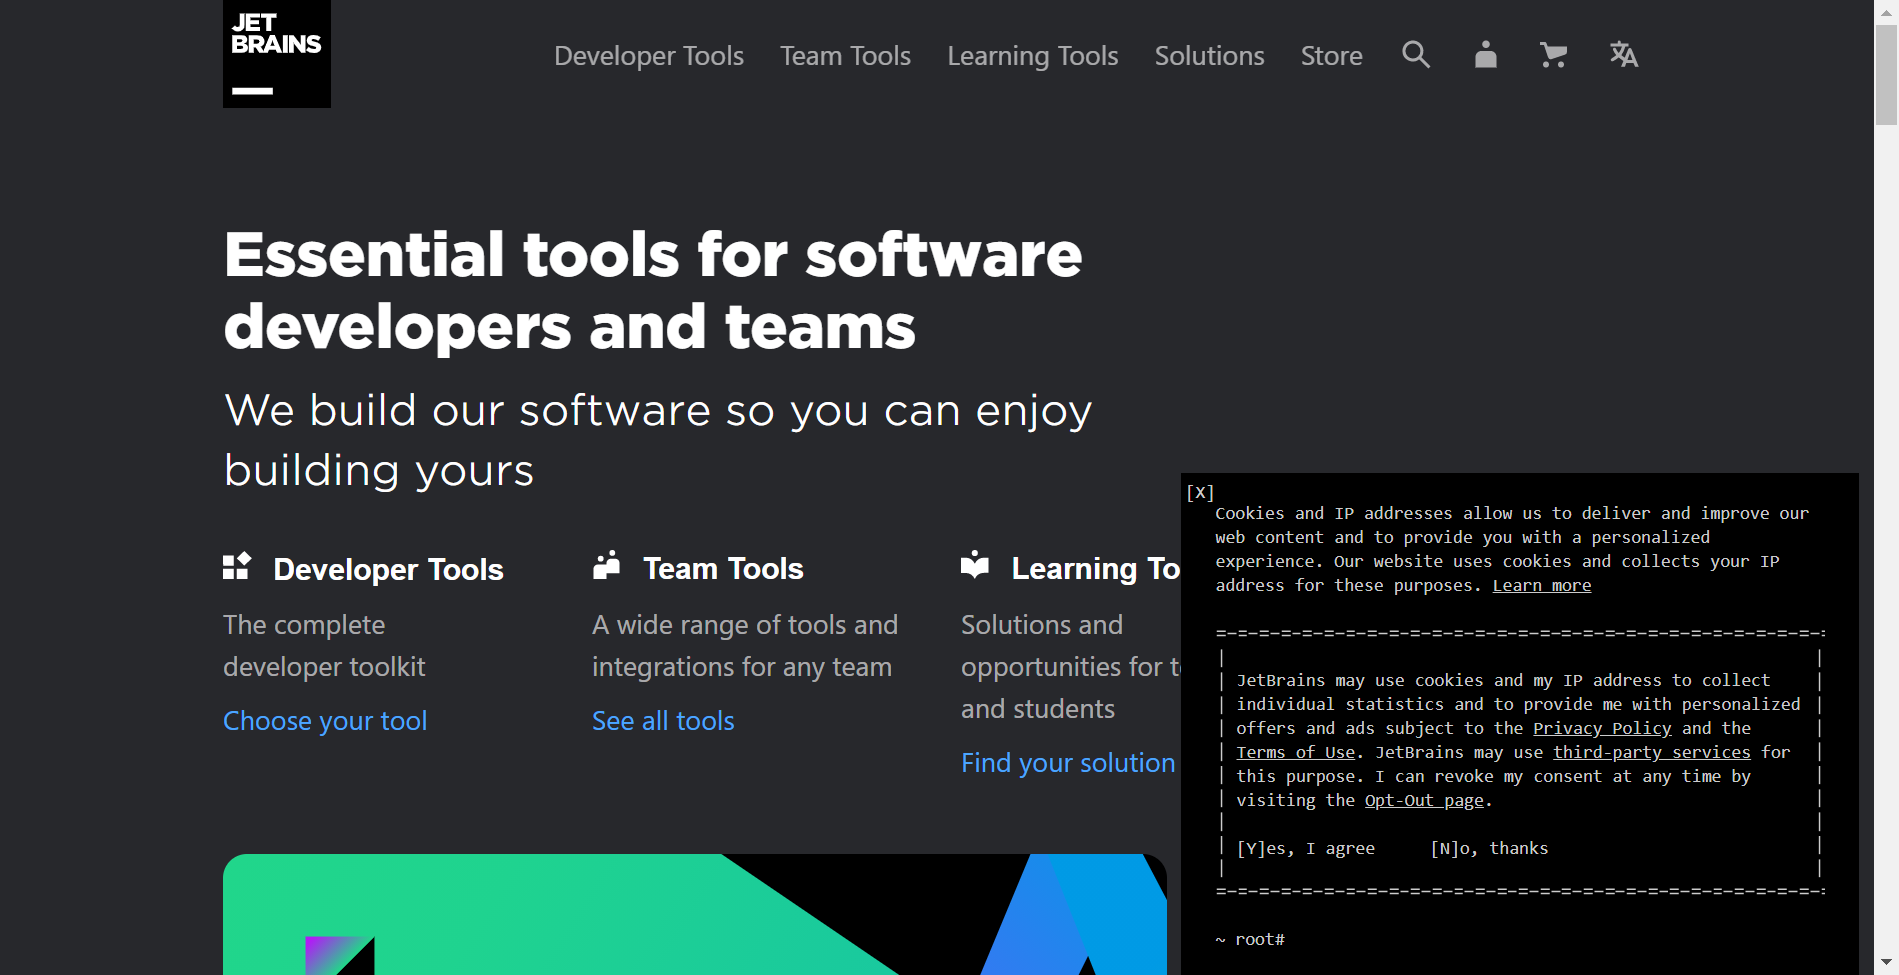 JET
BRAINS
Developer Tools
Team Tools
Learning Tools
Solutions
Store
Essential tools for software
developers and teams
We build our software so you can enjoy
building yours
Developer Tools
The complete
developer toolkit
Choose your tool
Team Tools
A wide range of tools and
integrations for any team
See all tools
Learning To
Solutions and
opportunities for t
and students
Find your solution
[X]
Cookies and IP addresses allow us to deliver and improve our
web content and to provide you with a personalized
experience. Our website uses cookies and collects your IP
address for these purposes. Learn more
JetBrains may use cookies and my IP address to collect
individual statistics and to provide me with personalized
offers and ads subject to the Privacy Policy and the
Terms of Use. JetBrains may use third-party services for
this purpose. I can revoke my consent at any time by
visiting the Opt-Out page.
[Y]es, I agree [N]o, thanks
~ root#